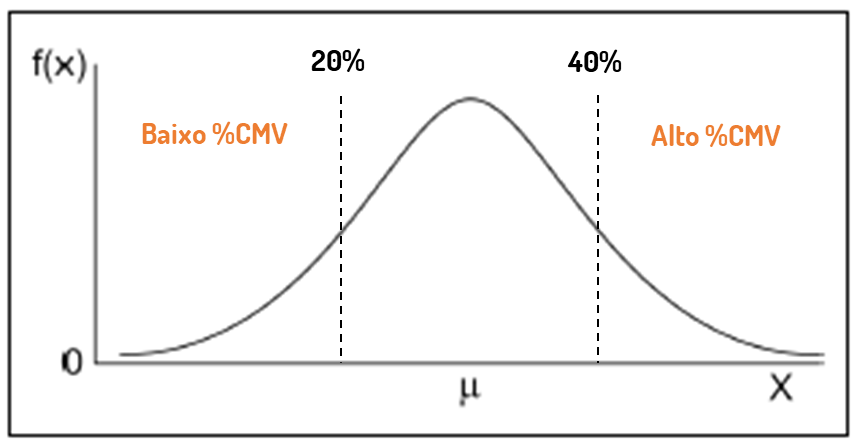 20%
40%
f(x)
Baixo %CMV
Alto %CMV
0
μ
X